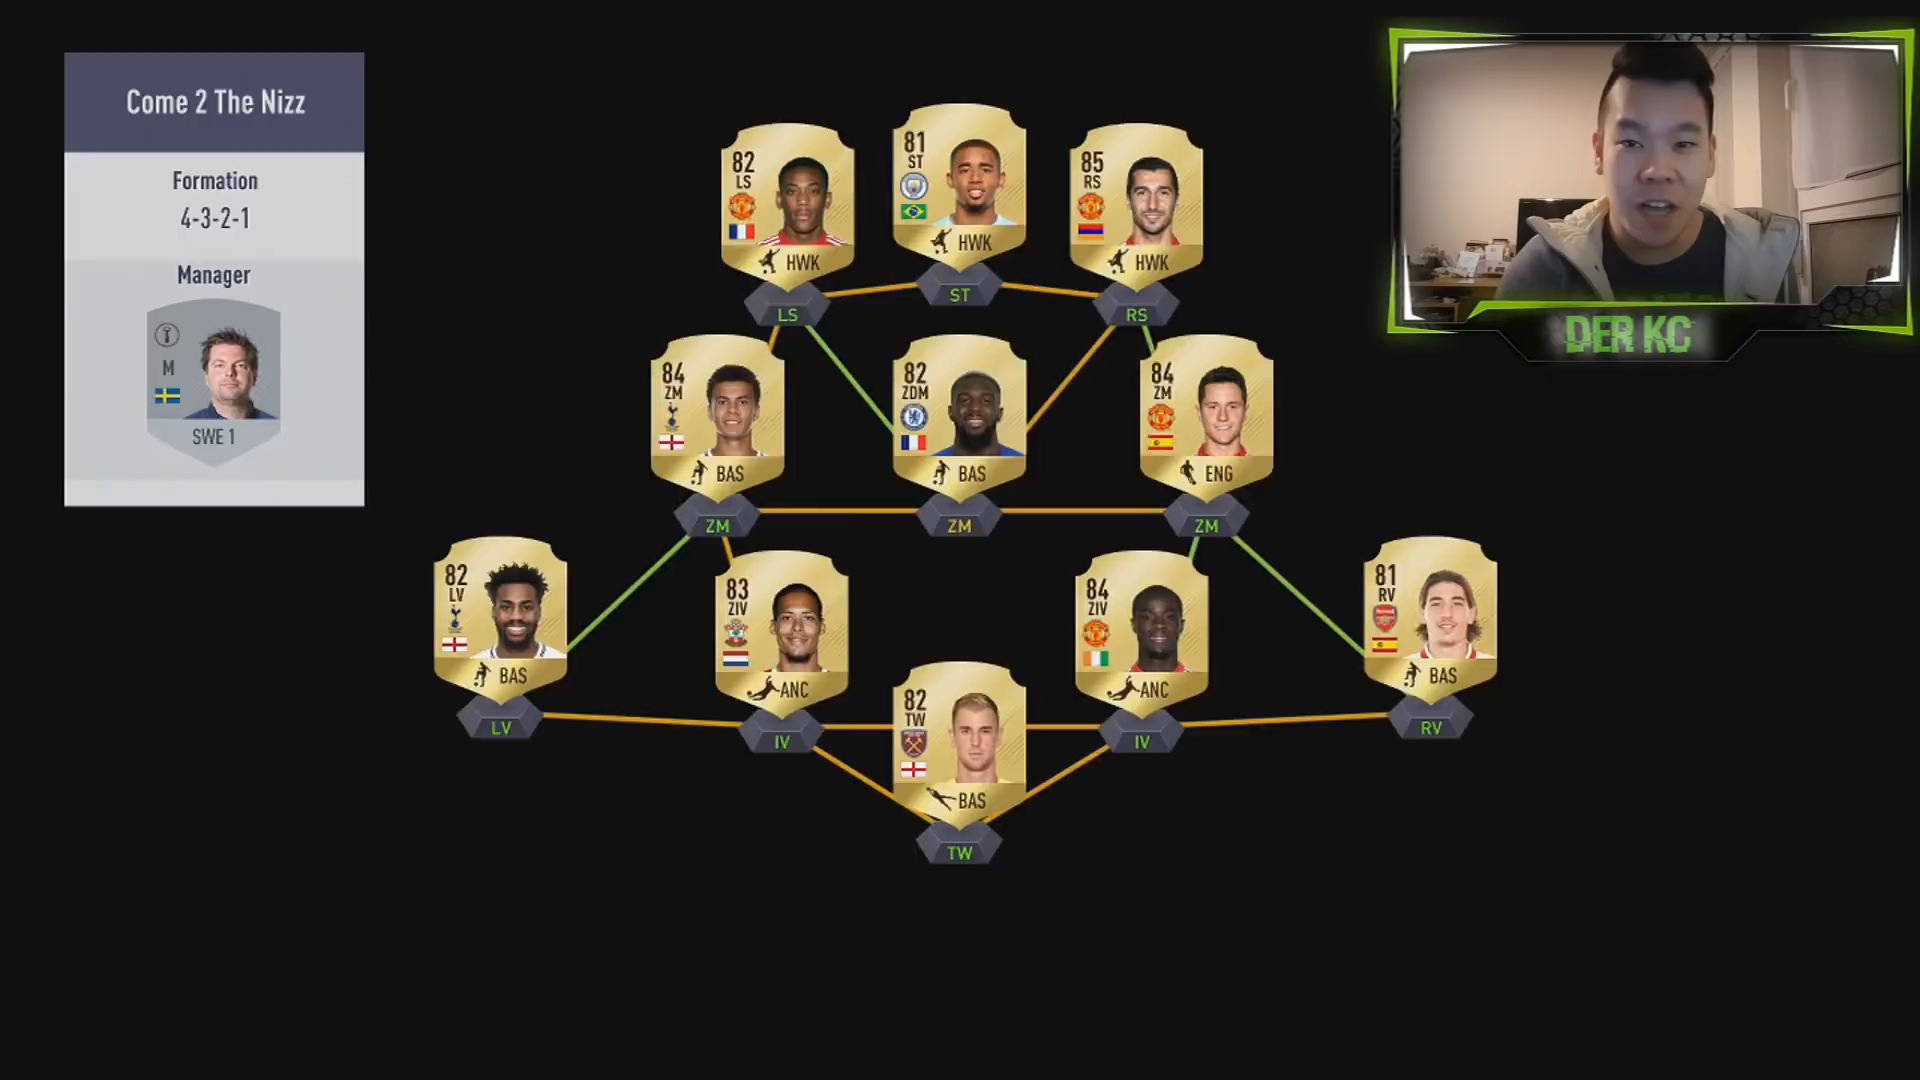 Come 2 The Nizz
Formation
4-3-2-1
Manager
M
SWE 1
82
LS
HWK
LS
81
ST
HWK
ST
85
RS
HWK
RS
84
ZM
BAS
ZM
82
ZDM
BAS
ZM
84
ZM
ENG
ZM
82
LV
BAS
LV
83
ZIV
ANC
IV
82
TW
BAS
TW
84
ZIV
ANC
IV
81
RV
BAS
RV
DER KC